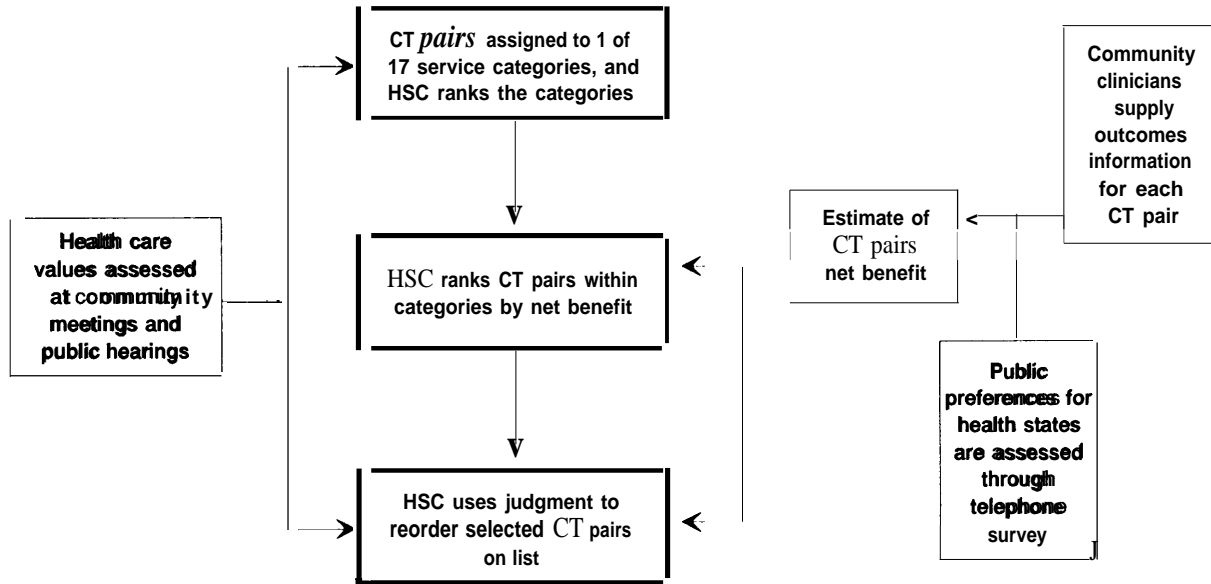 CT pairs assigned to 1 of
17 service categories, and
HSC ranks the categories
Community
clinicians
supply
outcomes
information
for each
CT pair
Health care
values assessed
at community
meetings and
public hearings
HSC ranks CT pairs within
categories by net benefit
Estimate of
CT pairs
net benefit
HSC uses judgment to
reorder selected CT pairs
on list
Public
preferences for
health states
are assessed
through
telephone
survey